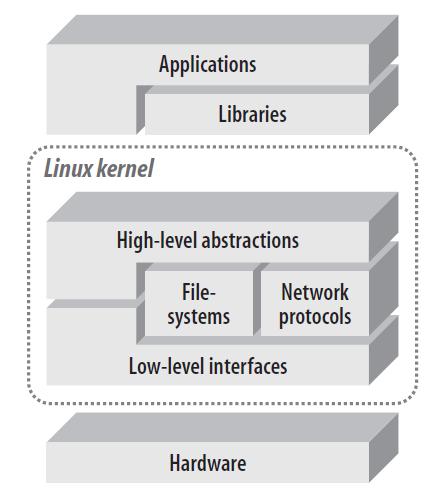 Applications
Libraries
Linux kernel
High-level abstractions
File-
systems
Network
protocols
Low-level interfaces
Hardware